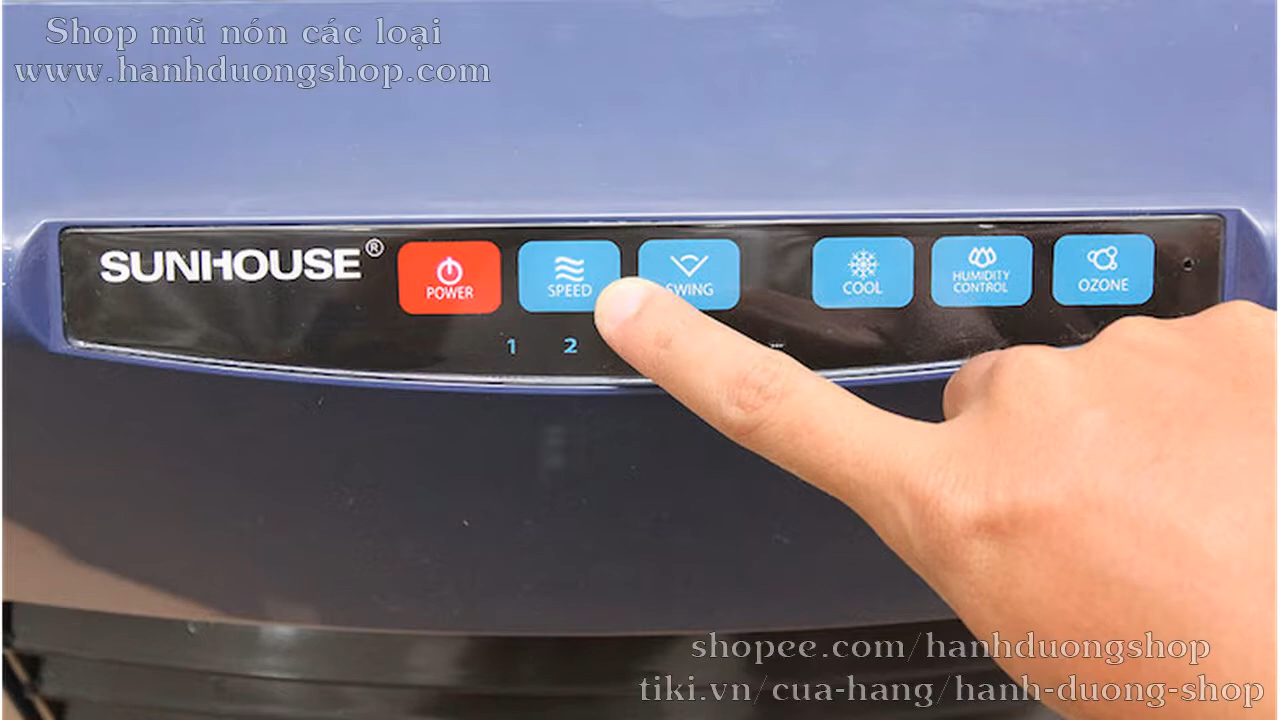 Shop mũ nón các loại
www.hanhduongshop.com
SUNHOUSE®
POWER
SPEED
SWING
COOL
HUMIDITY
CONTROL
OZONE
1 2
shopee.com/hanhduongshop
tiki.vn/cua-hang/hanh-duong-shop